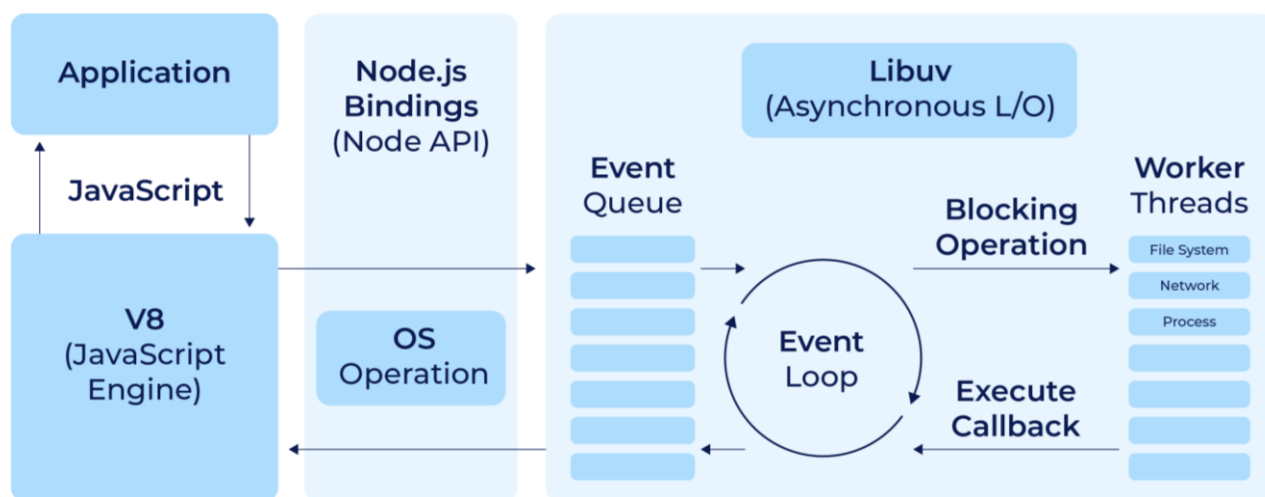 Application
JavaScript
V8
(JavaScript
Engine)
Node.js
Bindings
(Node API)
OS
Operation
Libuv
(Asynchronous L/O)
Event
Queue
Event
Loop
Blocking
Operation
Execute
Callback
Worker
Threads
File System
Network
Process